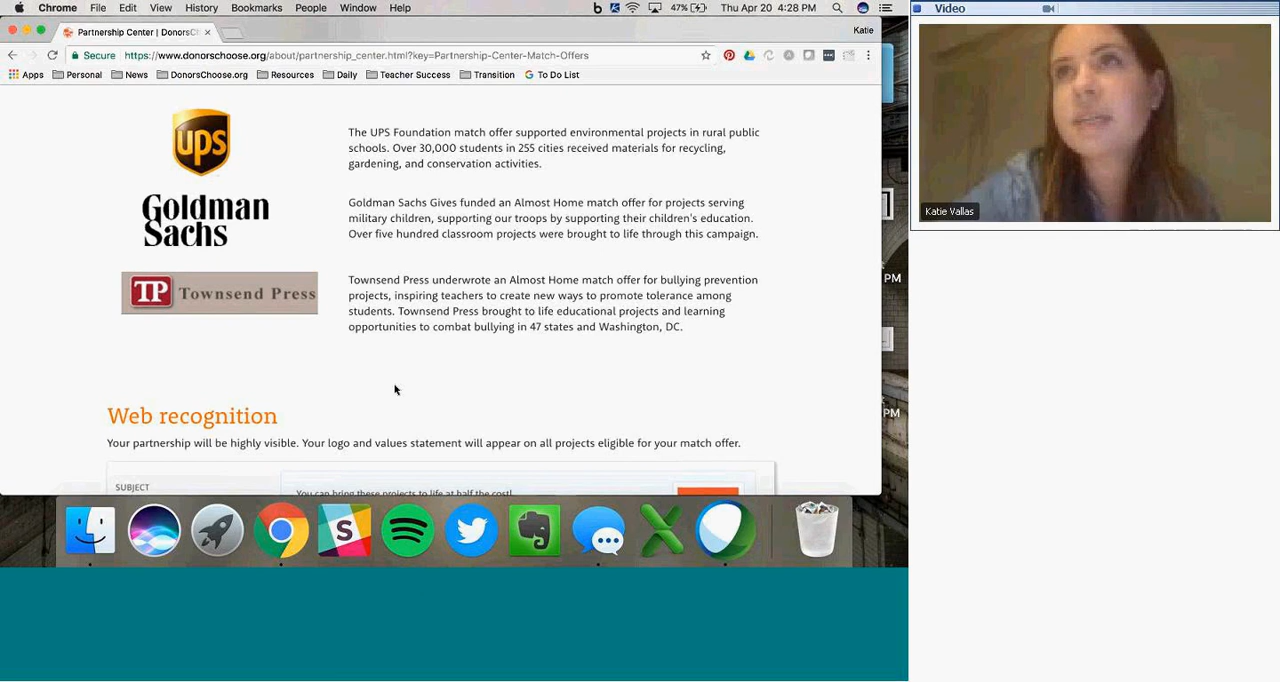 Chrome File Edit View History Bookmarks People Window Help 47% Thu Apr 20 4:28 PM
Video
Partnership Center | DonorsC
Katie
Secure https://www.donorschoose.org/about/partnership_center.html?key=Partnership-Center-Match-Offers
Apps Personal News DonorsChoose.org Resources Daily Teacher Success Transition To Do List
ups
The UPS Foundation match offer supported environmental projects in rural public
schools. Over 30,000 students in 255 cities received materials for recycling,
gardening, and conservation activities.
Goldman
Sachs
Goldman Sachs Gives funded an Almost Home match offer for projects serving
military children, supporting our troops by supporting their children's education.
Over five hundred classroom projects were brought to life through this campaign.
TP Townsend Press
Townsend Press underwrote an Almost Home match offer for bullying prevention
projects, inspiring teachers to create new ways to promote tolerance among
students. Townsend Press brought to life educational projects and learning
opportunities to combat bullying in 47 states and Washington, DC.
Web recognition
Your partnership will be highly visible. Your logo and values statement will appear on all projects eligible for your match offer.
SUBJECT
You can bring these projects to life at half the cost!
PM
PM
Katie Vallas